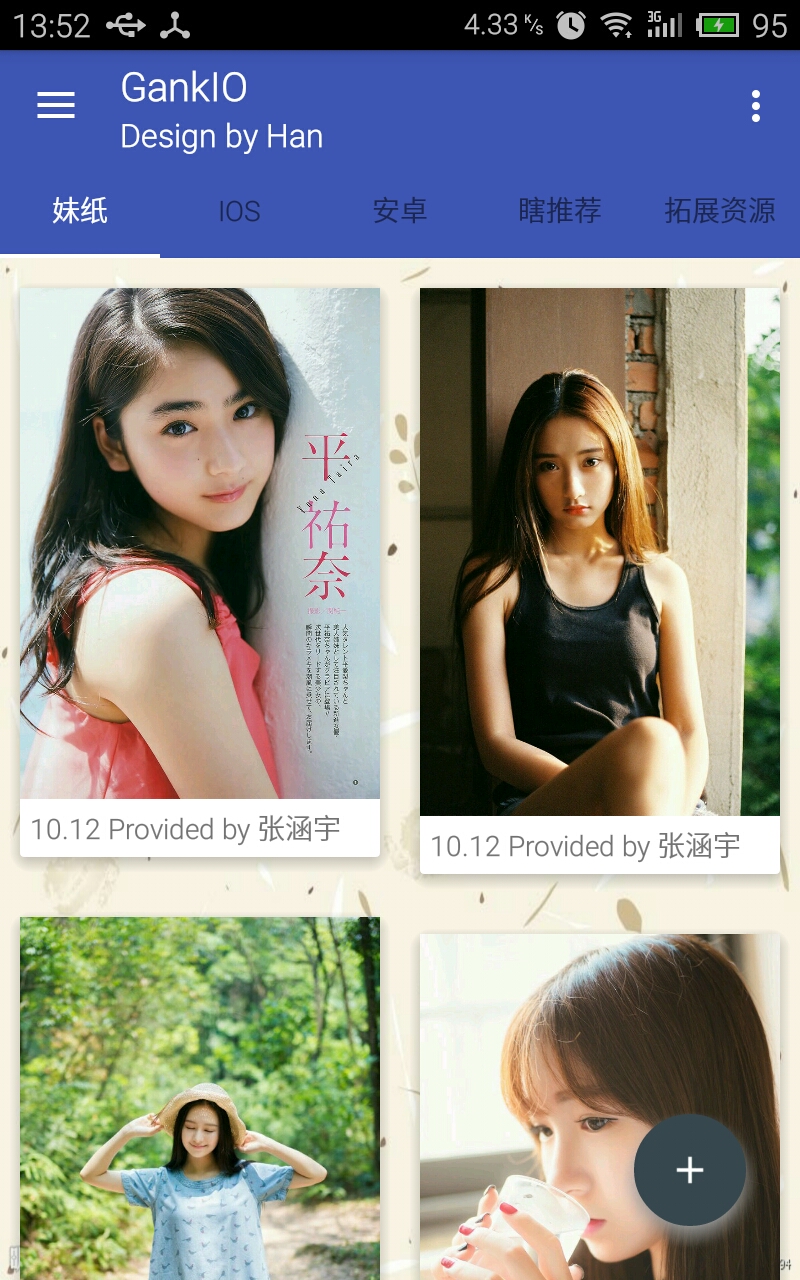 13:52
4.33 K/s
3G
95
GankIO
Design by Han
妹纸
IOS
安卓
瞎推荐
拓展资源
平
祐
奈
10.12 Provided by 张涵宇
10.12 Provided by 张涵宇
+